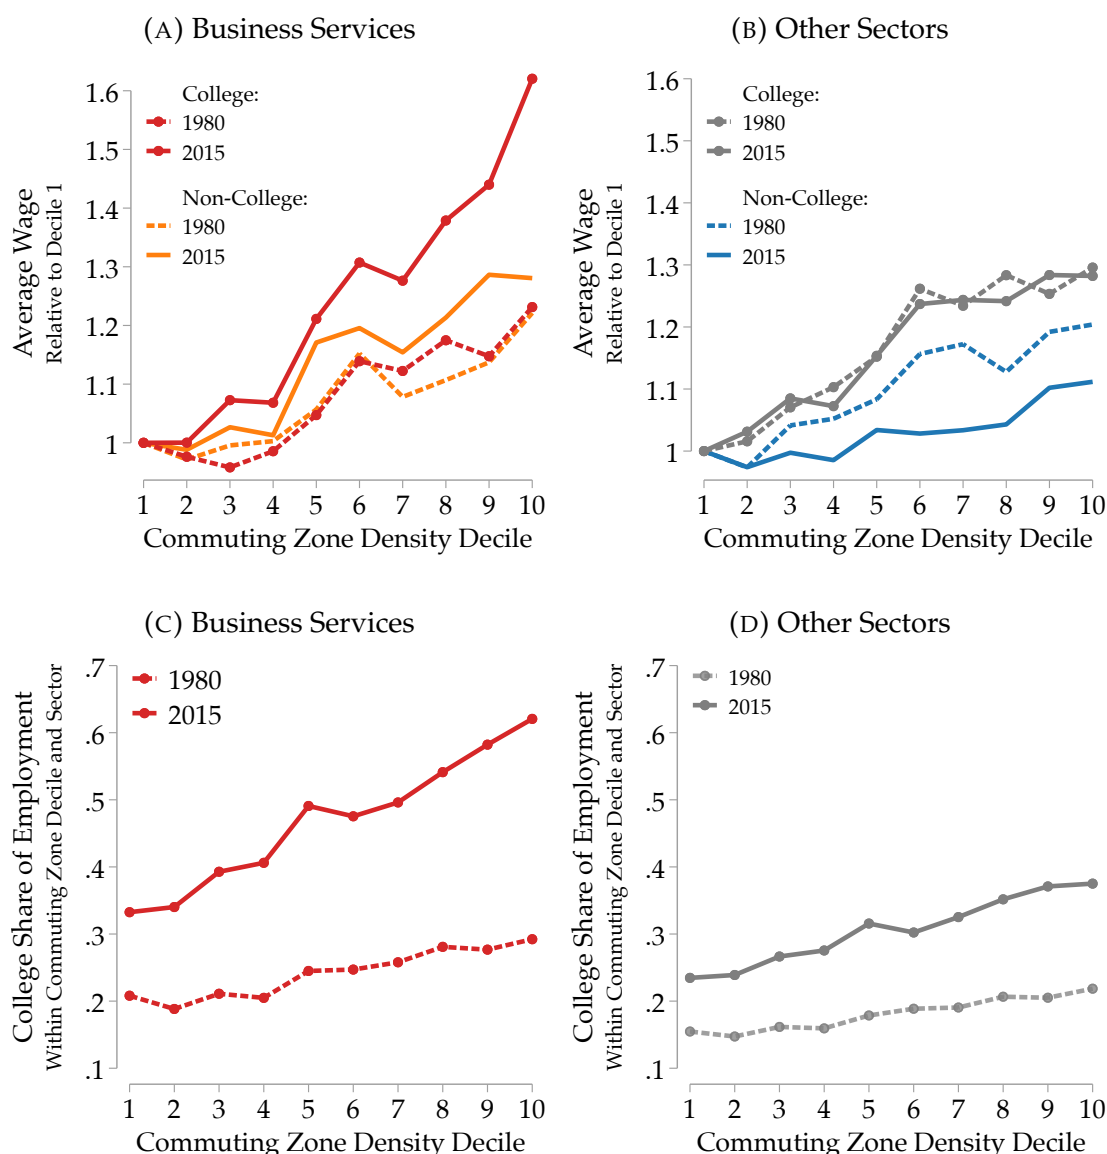 (A) Business Services
Average Wage
Relative to Decile 1
1.6
1.5
1.4
1.3
1.2
1.1
1
College:
1980
2015
Non-College:
1980
2015
1 2 3 4 5 6 7 8 9 10
Commuting Zone Density Decile
(B) Other Sectors
Average Wage
Relative to Decile 1
1.6
1.5
1.4
1.3
1.2
1.1
1
College:
1980
2015
Non-College:
1980
2015
1 2 3 4 5 6 7 8 9 10
Commuting Zone Density Decile
(C) Business Services
College Share of Employment
Within Commuting Zone Decile and Sector
.7
.6
.5
.4
.3
.2
.1
1980
2015
1 2 3 4 5 6 7 8 9 10
Commuting Zone Density Decile
(D) Other Sectors
College Share of Employment
Within Commuting Zone Decile and Sector
.7
.6
.5
.4
.3
.2
.1
1980
2015
1 2 3 4 5 6 7 8 9 10
Commuting Zone Density Decile